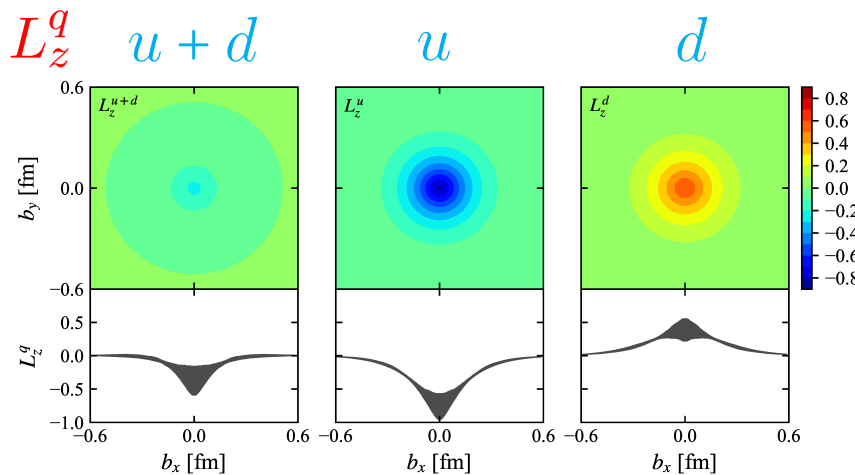 L_z^q u + d u d
L_z^{u+d} L_z^u L_z^d
0.6
0.0
−0.6
b_y [fm]
0.8
0.6
0.4
0.2
0.0
−0.2
−0.4
−0.6
−0.8
L_z^q
0.5
0.0
−0.5
−1.0
−0.6 0.0 0.6 −0.6 0.0 0.6 −0.6 0.0 0.6
b_x [fm] b_x [fm] b_x [fm]